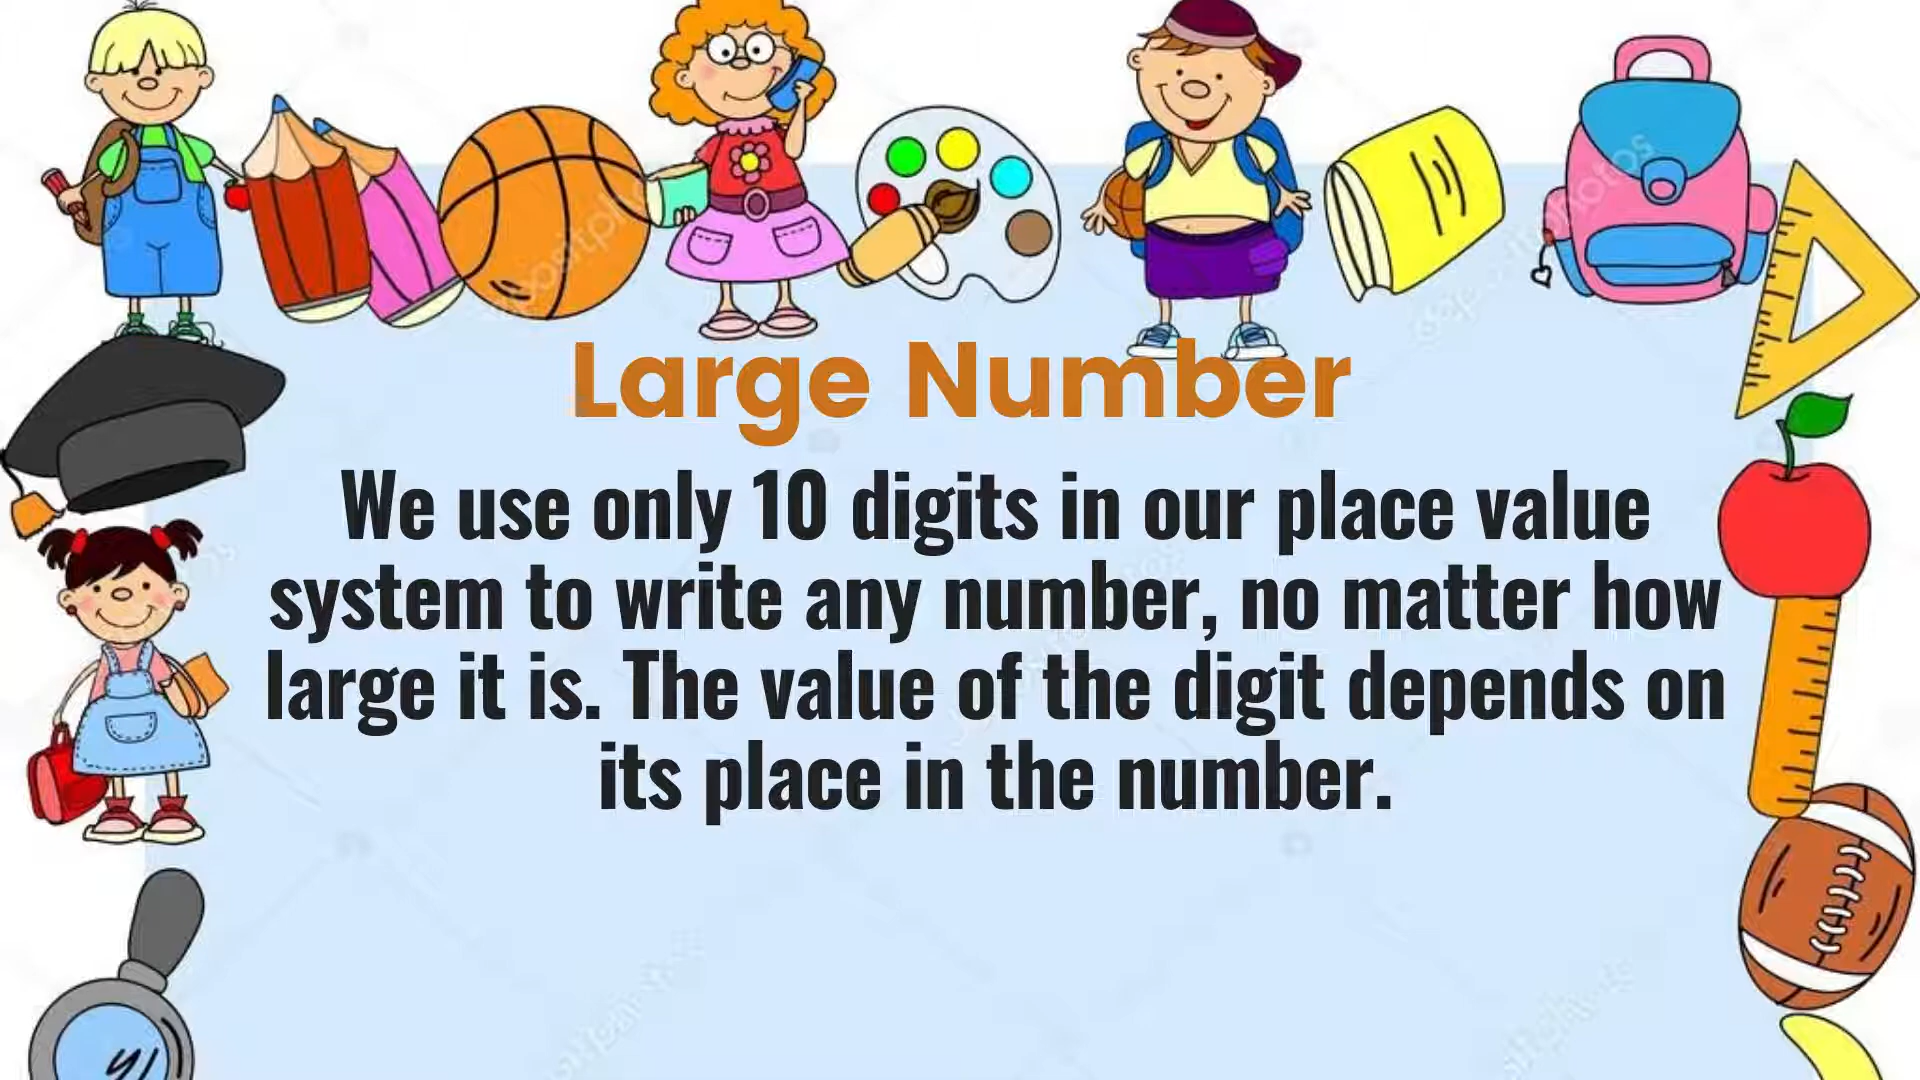 Large Number
We use only 10 digits in our place value
system to write any number, no matter how
large it is. The value of the digit depends on
its place in the number.